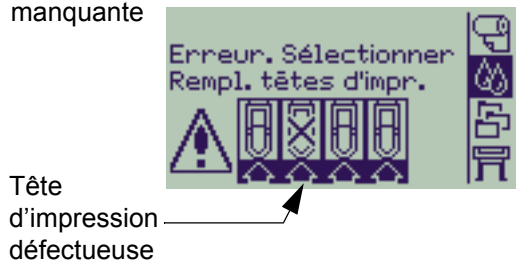 manquante
Erreur. Sélectionner
Rempl. têtes d'impr.
Tête
d'impression
défectueuse